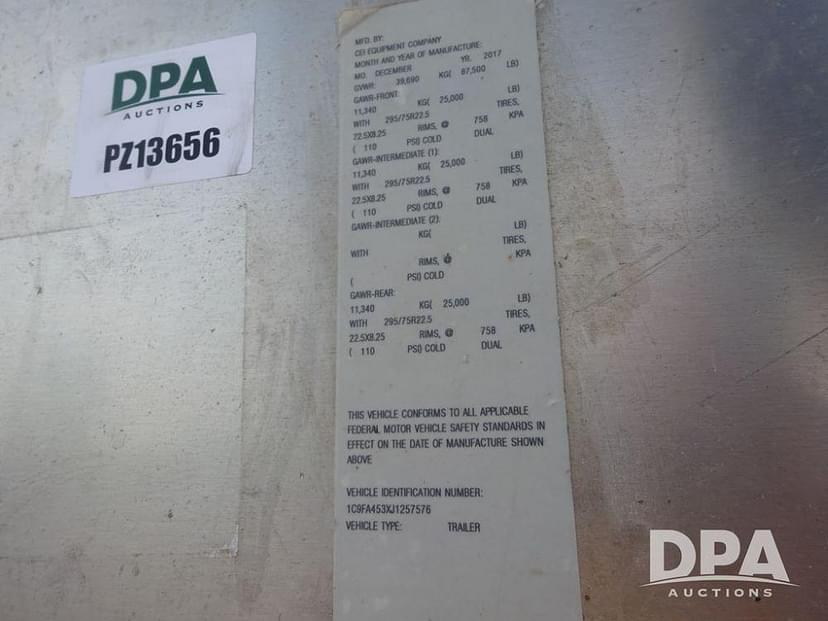 DPA
AUCTIONS
PZ13656
MFD. BY:
CEI EQUIPMENT COMPANY
MONTH AND YEAR OF MANUFACTURE:
MO. DECEMBER YR. 2017
GVWR: 39,690 KG( 87,500 LB)
GAWR-FRONT:
11,340 KG( 25,000 LB)
WITH 295/75R22.5 TIRES,
22.5X8.25 RIMS, @ 758 KPA
( 110 PSI) COLD DUAL
GAWR-INTERMEDIATE (1):
11,340 KG( 25,000 LB)
WITH 295/75R22.5 TIRES,
22.5X8.25 RIMS, @ 758 KPA
( 110 PSI) COLD DUAL
GAWR-INTERMEDIATE (2):
KG( LB)
WITH TIRES,
RIMS, @ KPA
( PSI) COLD
GAWR-REAR:
11,340 KG( 25,000 LB)
WITH 295/75R22.5 TIRES,
22.5X8.25 RIMS, @ 758 KPA
( 110 PSI) COLD DUAL
THIS VEHICLE CONFORMS TO ALL APPLICABLE
FEDERAL MOTOR VEHICLE SAFETY STANDARDS IN
EFFECT ON THE DATE OF MANUFACTURE SHOWN
ABOVE
VEHICLE IDENTIFICATION NUMBER:
1C9FA453XJ1257576
VEHICLE TYPE: TRAILER
DPA
AUCTIONS